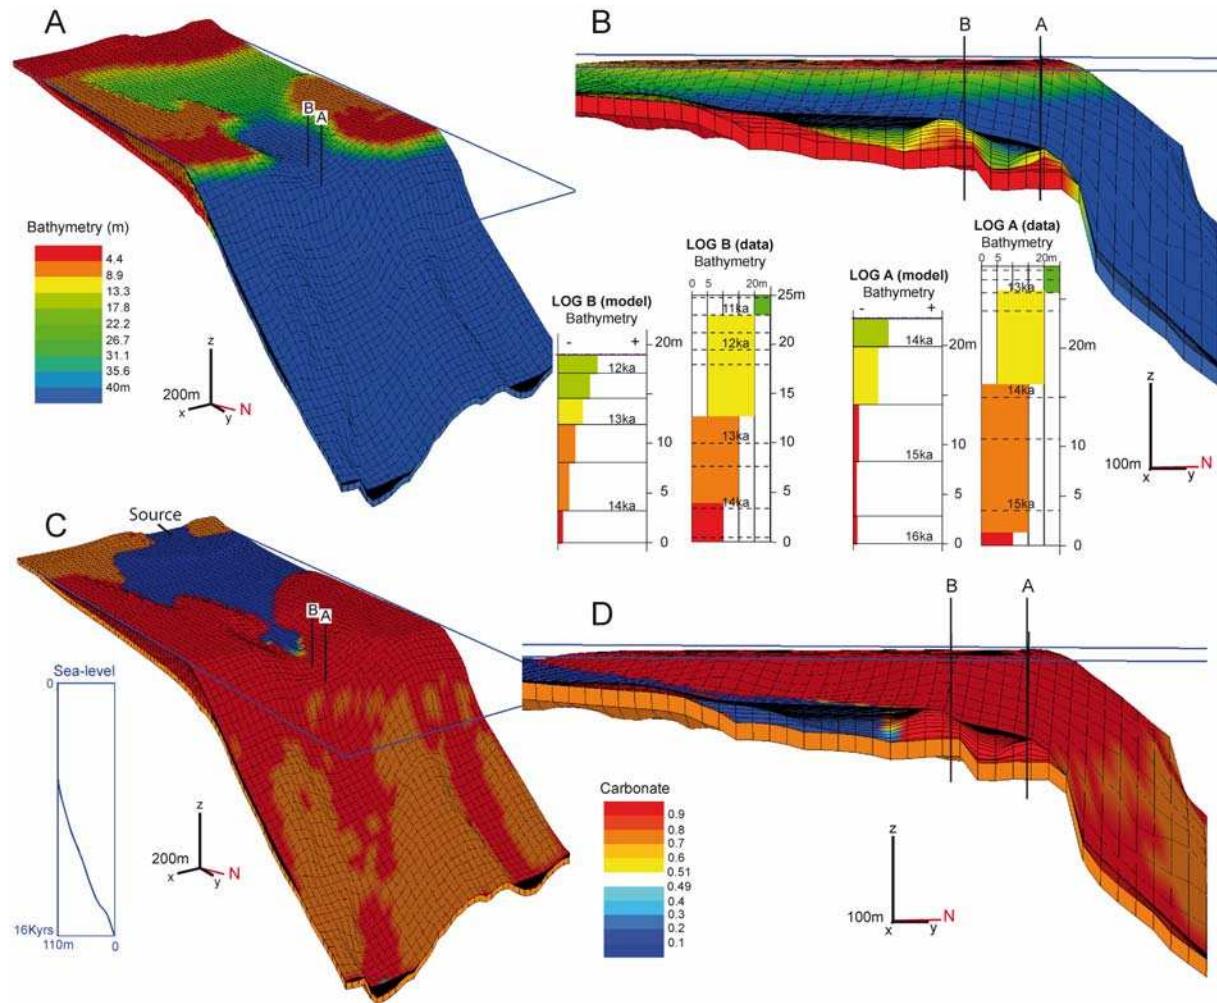 A
B
A
Bathymetry (m)
4.4
8.9
13.3
17.8
22.2
26.7
31.1
35.6
40m
z
200m
x
y
N
B
B
A
LOG B (model)
Bathymetry
-
+
20m
12ka
13ka
10
5
14ka
0
LOG B (data)
Bathymetry
0
5
20m
25m
11ka
20
12ka
15
13ka
10
5
14ka
0
LOG A (model)
Bathymetry
-
+
14ka
20m
10
15ka
5
16ka
0
LOG A (data)
Bathymetry
0
5
20m
13ka
20m
14ka
10
15ka
5
0
z
100m
x
y
N
C
Source
B
A
Sea-level
0
16Kyrs
110m
0
z
200m
x
y
N
D
B
A
Carbonate
0.9
0.8
0.7
0.6
0.51
0.49
0.4
0.3
0.2
0.1
z
100m
x
y
N